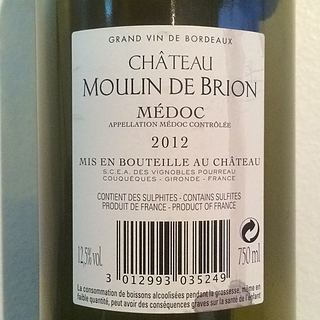 GRAND VIN DE BORDEAUX
CHÂTEAU
MOULIN DE BRION
MÉDOC
APPELLATION MÉDOC CONTRÔLÉE
2012
MIS EN BOUTEILLE AU CHÂTEAU
S.C.E.A. DES VIGNOBLES POURREAU
COUQUÈQUES - GIRONDE - FRANCE
CONTIENT DES SULPHITES - CONTAINS SULFITES
PRODUIT DE FRANCE - PRODUCT OF FRANCE
12,5% vol.
750 ml
3 012993 035249
La consommation de boissons alcoolisées pendant la grossesse, même en
faible quantité, peut avoir des conséquences graves sur la santé de l'enfant